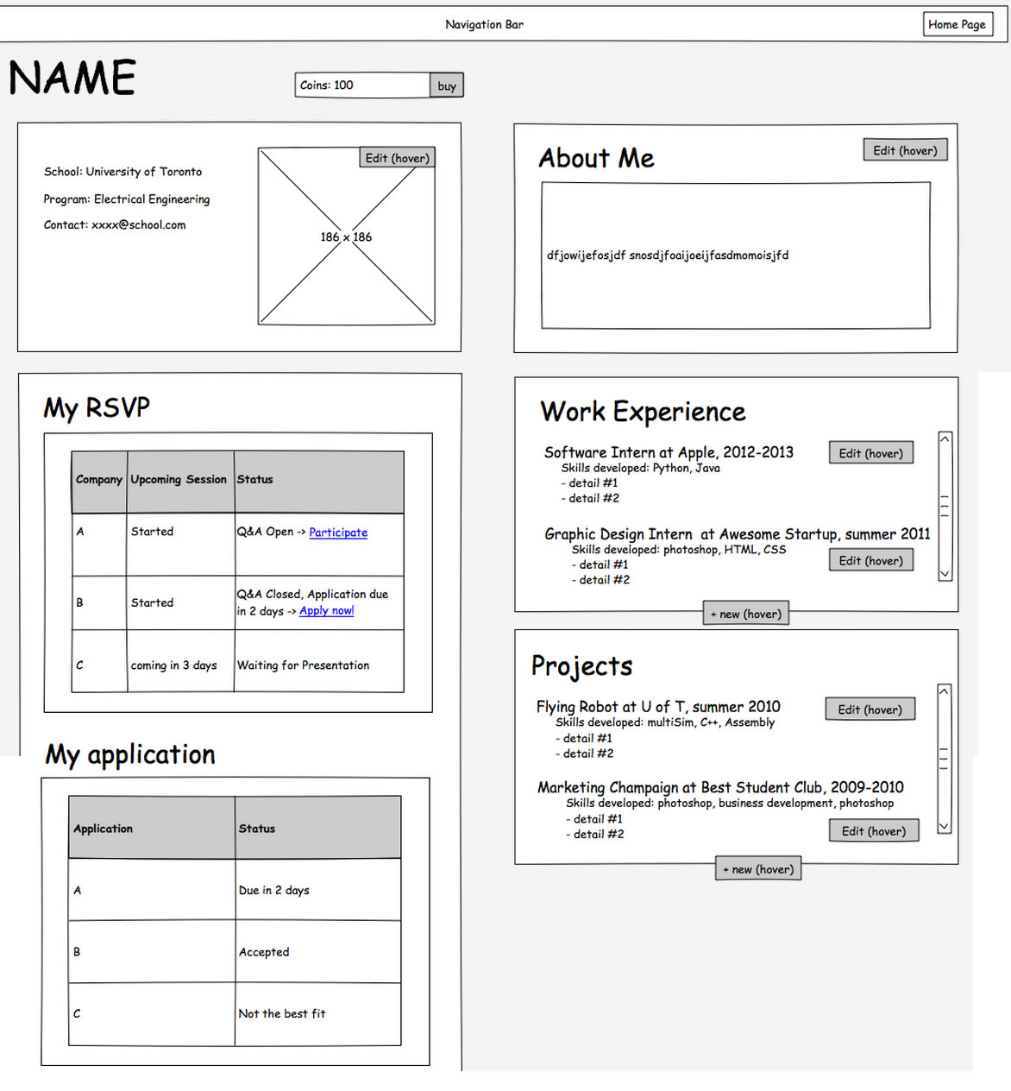 Navigation Bar
Home Page
NAME
Coins: 100
buy
School: University of Toronto
Program: Electrical Engineering
Contact: xxxx@school.com
Edit (hover)
186 x 186
About Me
Edit (hover)
dfjowijefosjdf snosdjfoaijoeijfasdmomoisjfd
My RSVP
Company Upcoming Session Status
A Started Q&A Open -> Participate
B Started Q&A Closed, Application due
in 2 days -> Apply now!
C coming in 3 days Waiting for Presentation
My application
Application Status
A Due in 2 days
B Accepted
C Not the best fit
Work Experience
Software Intern at Apple, 2012-2013
Edit (hover)
Skills developed: Python, Java
- detail #1
- detail #2
Graphic Design Intern at Awesome Startup, summer 2011
Skills developed: photoshop, HTML, CSS
Edit (hover)
- detail #1
- detail #2
+ new (hover)
Projects
Flying Robot at U of T, summer 2010
Edit (hover)
Skills developed: multiSim, C++, Assembly
- detail #1
- detail #2
Marketing Champaign at Best Student Club, 2009-2010
Skills developed: photoshop, business development, photoshop
- detail #1
- detail #2
Edit (hover)
+ new (hover)